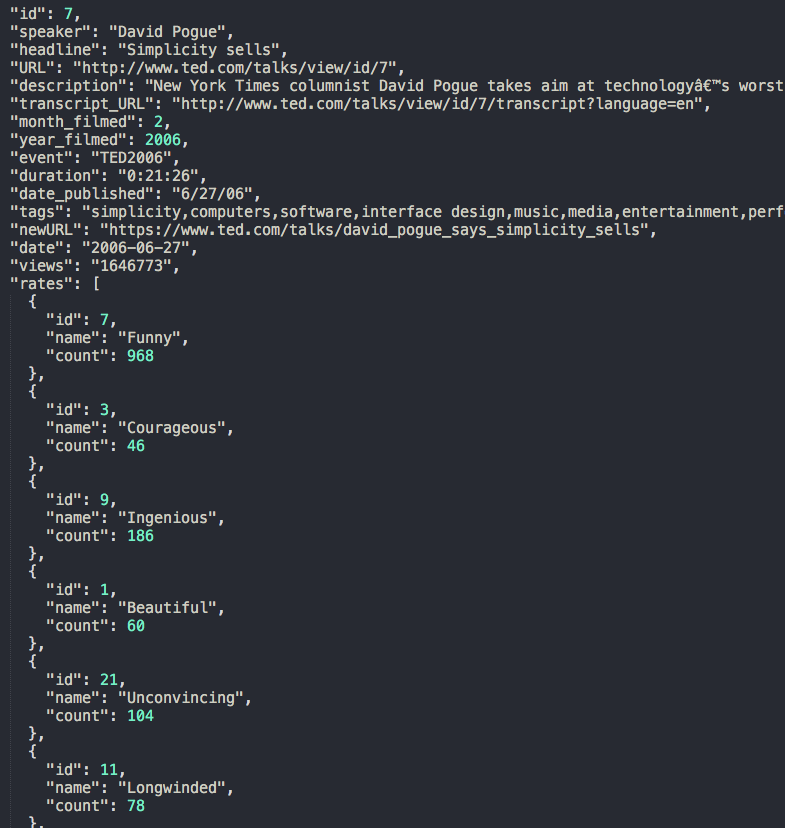 "id": 7,
"speaker": "David Pogue",
"headline": "Simplicity sells",
"URL": "http://www.ted.com/talks/view/id/7",
"description": "New York Times columnist David Pogue takes aim at technologyâ€™s worst
"transcript_URL": "http://www.ted.com/talks/view/id/7/transcript?language=en",
"month_filmed": 2,
"year_filmed": 2006,
"event": "TED2006",
"duration": "0:21:26",
"date_published": "6/27/06",
"tags": "simplicity,computers,software,interface design,music,media,entertainment,perf
"newURL": "https://www.ted.com/talks/david_pogue_says_simplicity_sells",
"date": "2006-06-27",
"views": "1646773",
"rates": [
{
"id": 7,
"name": "Funny",
"count": 968
},
{
"id": 3,
"name": "Courageous",
"count": 46
},
{
"id": 9,
"name": "Ingenious",
"count": 186
},
{
"id": 1,
"name": "Beautiful",
"count": 60
},
{
"id": 21,
"name": "Unconvincing",
"count": 104
},
{
"id": 11,
"name": "Longwinded",
"count": 78
},